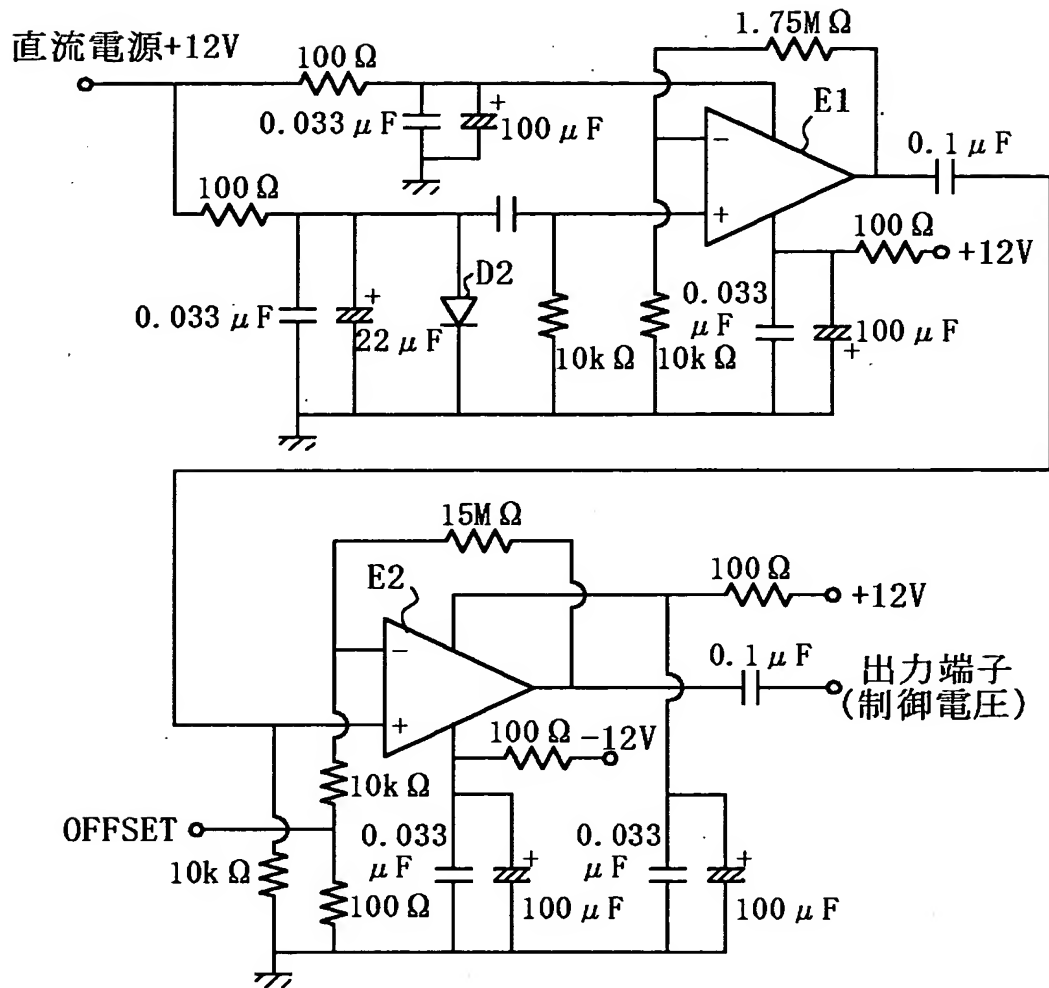 1.75MΩ
直流電源+12V
100Ω
E1
0.033μF
100μF
0.1μF
100Ω
100Ω
+12V
D2
0.033
μF
0.033μF
22μF
100μF
10kΩ
10kΩ
15MΩ
E2
100Ω
+12V
0.1μF
出力端子
(制御電圧)
100Ω
-12V
10kΩ
OFFSET
0.033
μF
0.033
μF
10kΩ
100Ω
100μF
100μF